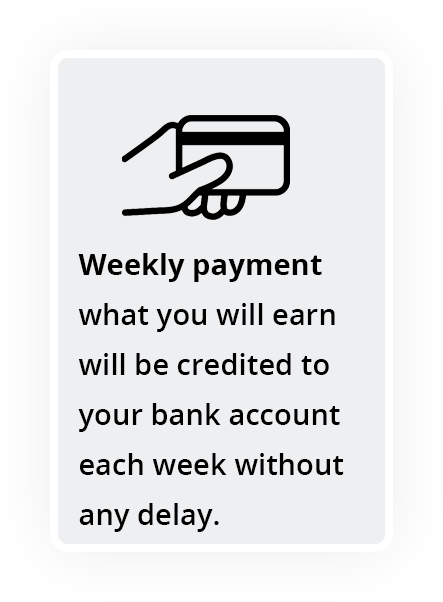 Weekly payment
what you will earn
will be credited to
your bank account
each week without
any delay.